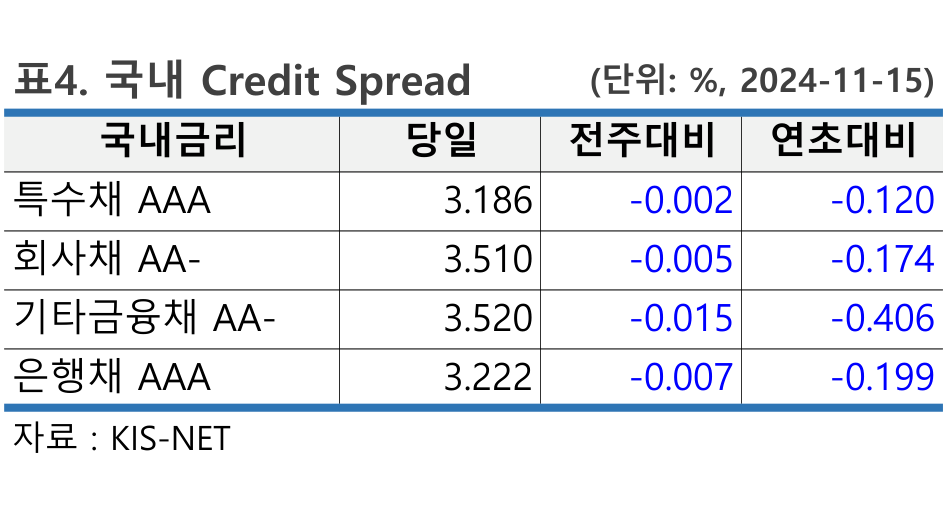 표4. 국내 Credit Spread (단위: %, 2024-11-15)
국내금리 당일 전주대비 연초대비
특수채 AAA 3.186 -0.002 -0.120
회사채 AA- 3.510 -0.005 -0.174
기타금융채 AA- 3.520 -0.015 -0.406
은행채 AAA 3.222 -0.007 -0.199
자료 : KIS-NET